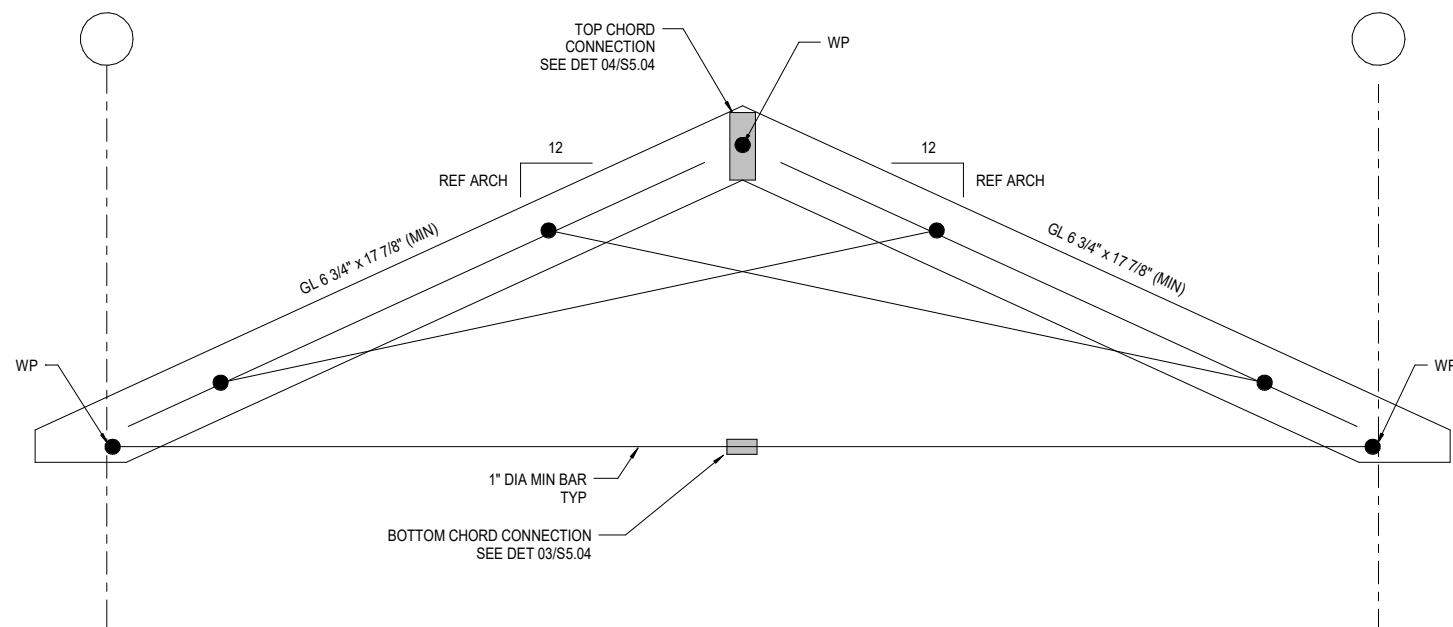 TOP CHORD
CONNECTION
SEE DET 04/S5.04
WP
12
REF ARCH
12
REF ARCH
GL 6 3/4" x 17 7/8" (MIN)
GL 6 3/4" x 17 7/8" (MIN)
WP
WP
1" DIA MIN BAR
TYP
BOTTOM CHORD CONNECTION
SEE DET 03/S5.04